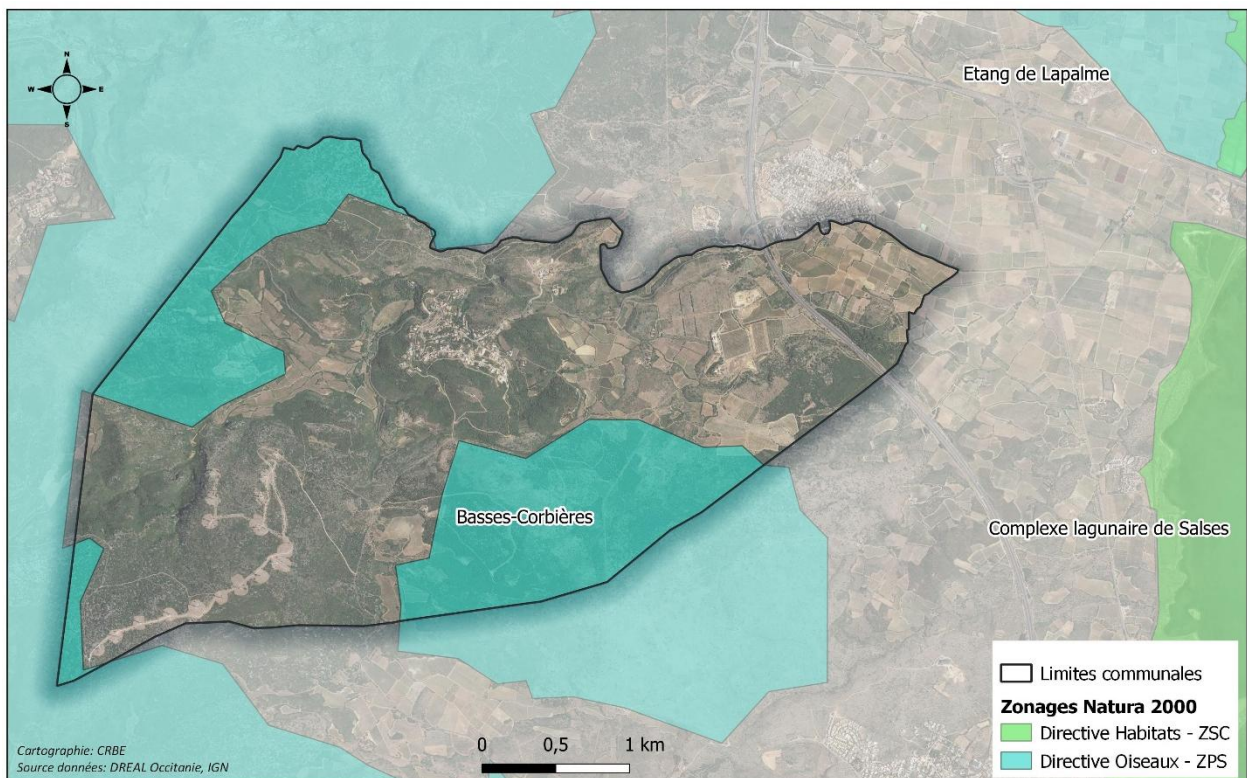 N
W E
S
Etang de Lapalme
Basses-Corbières
Complexe lagunaire de Salses
Limites communales
Zonages Natura 2000
Directive Habitats - ZSC
Directive Oiseaux - ZPS
0 0,5 1 km
Cartographie: CRBE
Source données: DREAL Occitanie, IGN